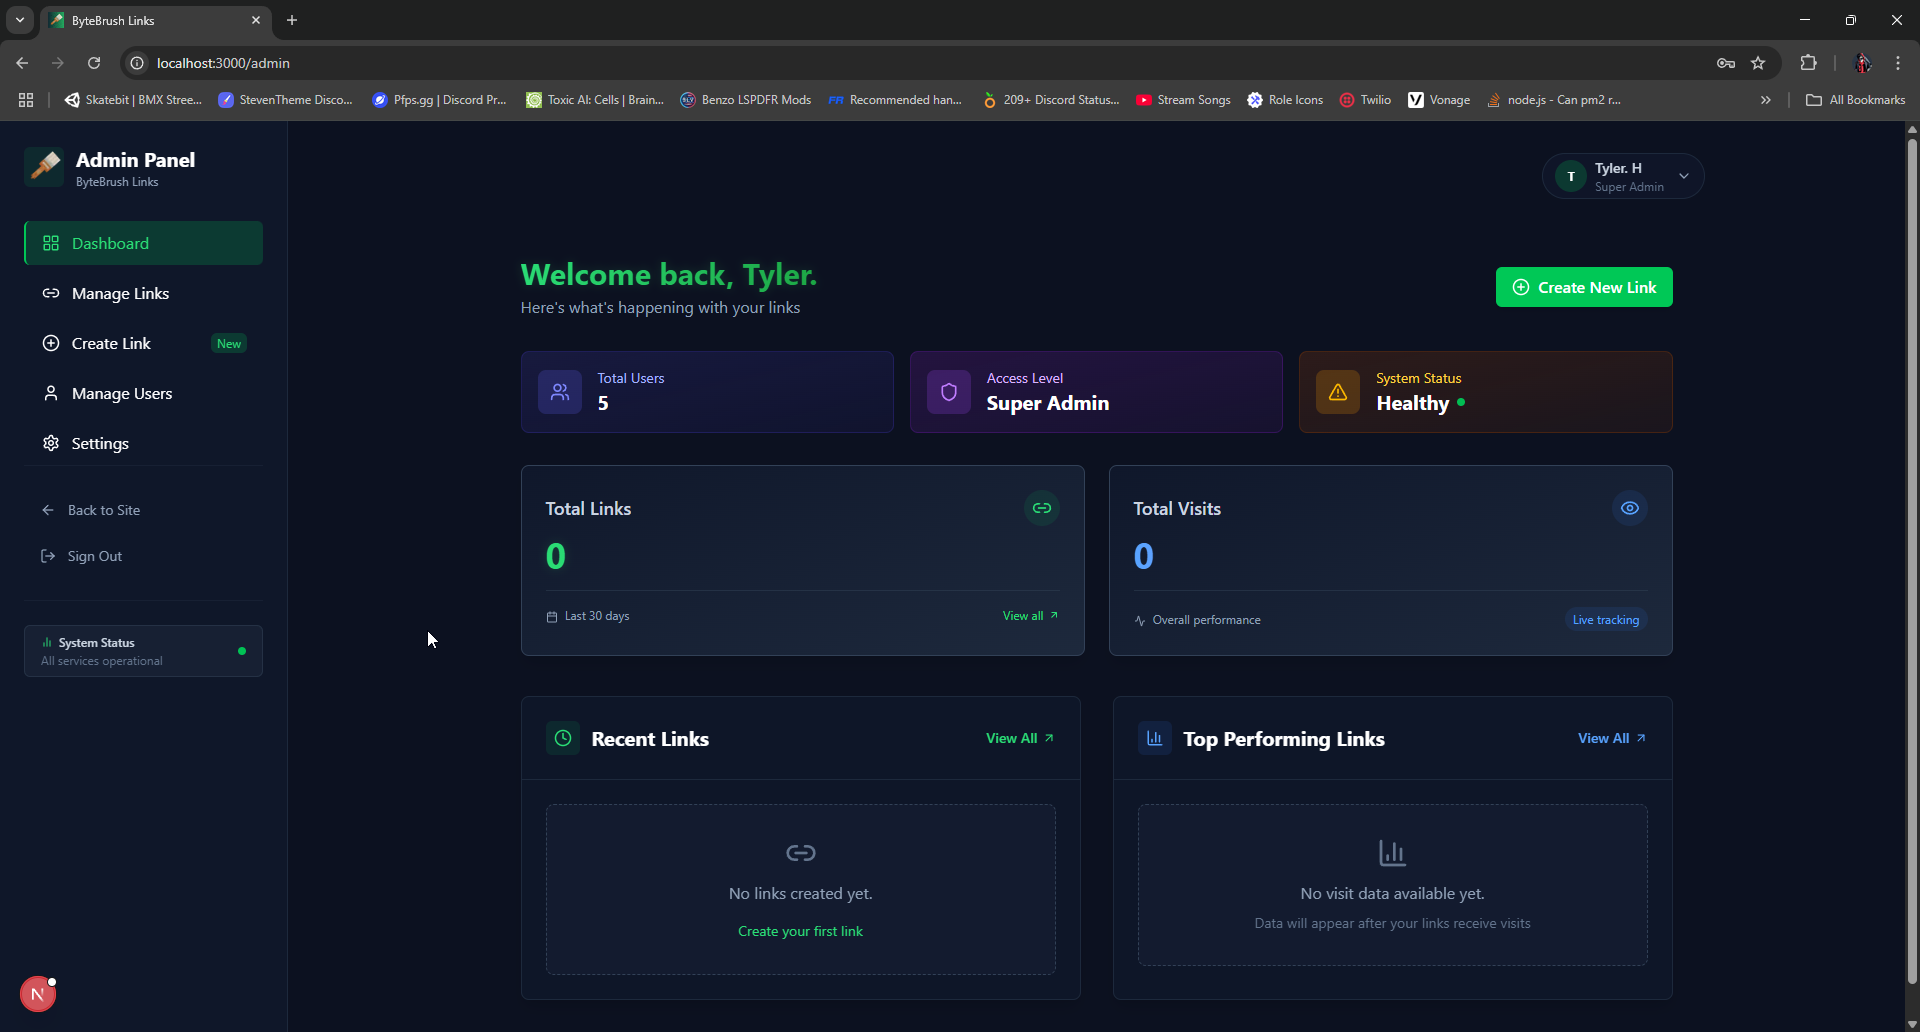 ByteBrush Links
localhost:3000/admin
Skatebit | BMX Stree...
StevenTheme Disco...
Pfps.gg | Discord Pr...
Toxic AI: Cells | Brain...
Benzo LSPDFR Mods
FR Recommended han...
209+ Discord Status...
Stream Songs
Role Icons
Twilio
Vonage
node.js - Can pm2 r...
All Bookmarks
Admin Panel
ByteBrush Links
Dashboard
Manage Links
Create Link New
Manage Users
Settings
Back to Site
Sign Out
System Status
All services operational
N
T
Tyler. H
Super Admin
Welcome back, Tyler.
Here's what's happening with your links
Create New Link
Total Users
5
Access Level
Super Admin
System Status
Healthy
Total Links
0
Last 30 days
View all
Total Visits
0
Overall performance
Live tracking
Recent Links
View All
No links created yet.
Create your first link
Top Performing Links
View All
No visit data available yet.
Data will appear after your links receive visits